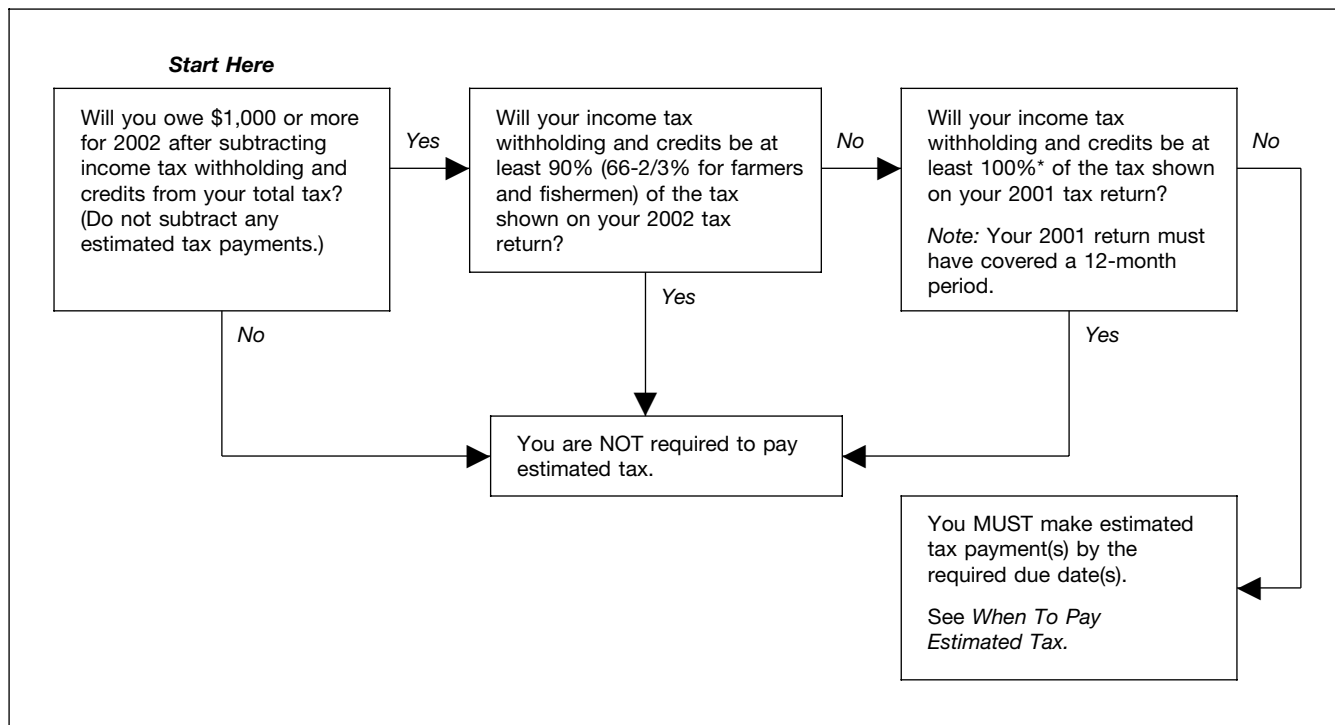 Start Here
Will you owe $1,000 or more
for 2002 after subtracting
income tax withholding and
credits from your total tax?
(Do not subtract any
estimated tax payments.)
Yes
Will your income tax
withholding and credits be at
least 90% (66-2/3% for farmers
and fishermen) of the tax
shown on your 2002 tax
return?
No
Will your income tax
withholding and credits be at
least 100%* of the tax shown
on your 2001 tax return?
Note: Your 2001 return must
have covered a 12-month
period.
No
No
Yes
Yes
You are NOT required to pay
estimated tax.
You MUST make estimated
tax payment(s) by the
required due date(s).
See When To Pay
Estimated Tax.